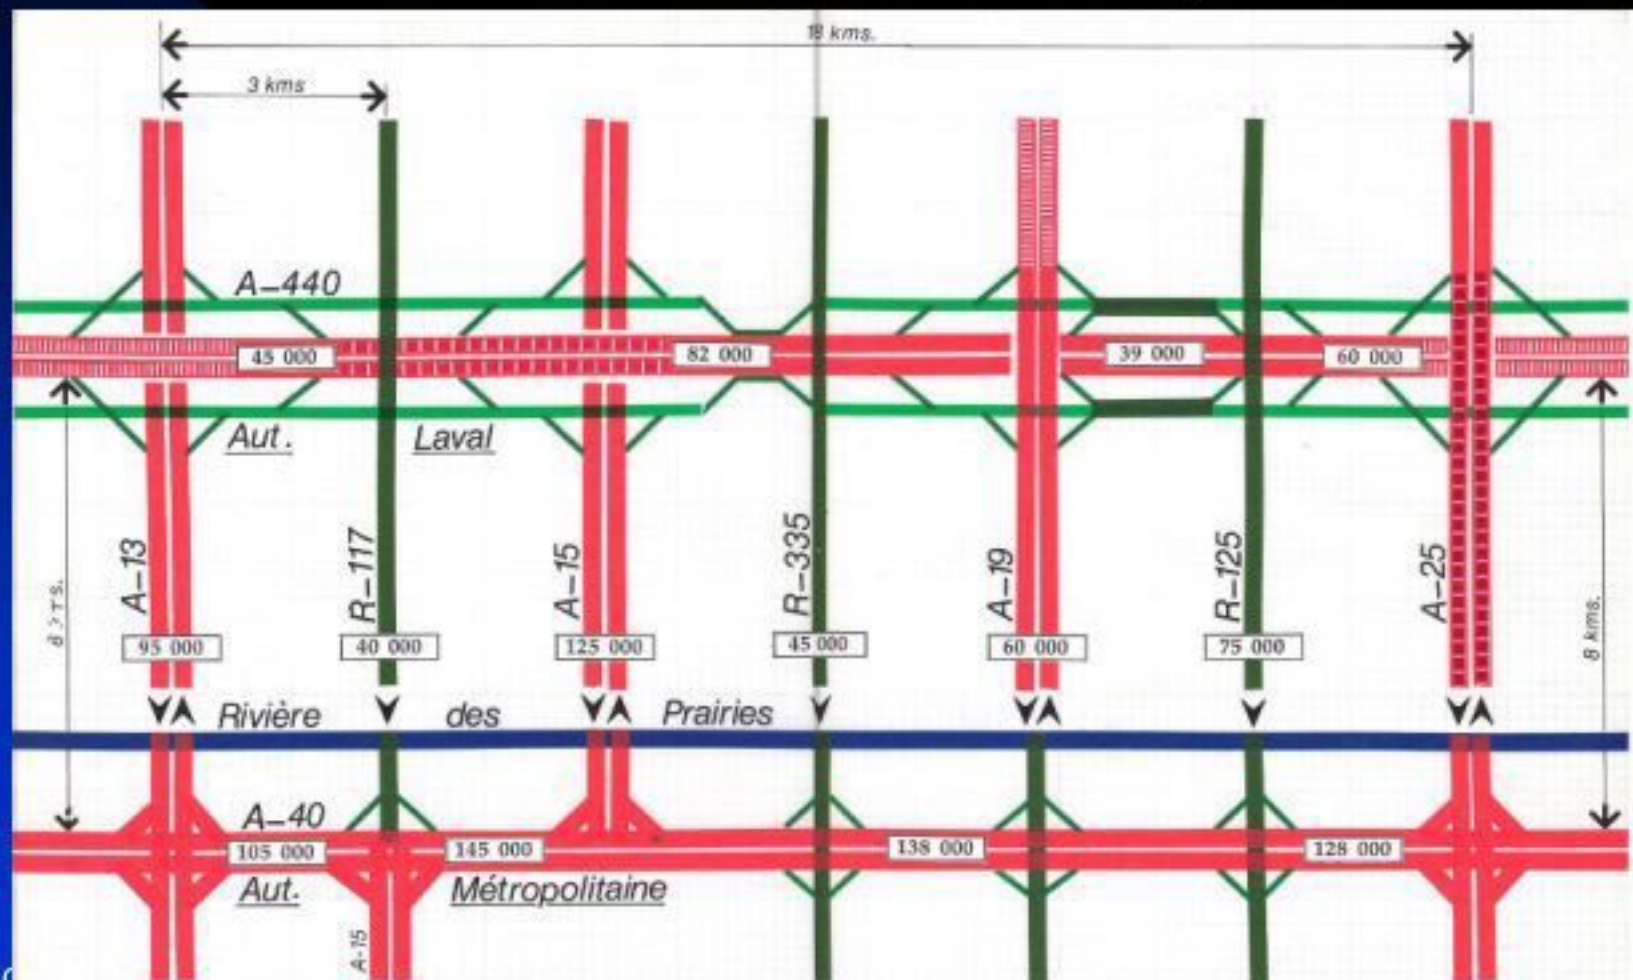 18 kms.
3 kms
A-440
45 000
82 000
39 000
60 000
Aut.
Laval
A-13
R-117
A-15
R-335
A-19
R-125
A-25
8 kms.
95 000
40 000
125 000
45 000
60 000
75 000
Rivière des Prairies
A-40
105 000
145 000
138 000
128 000
Aut.
Métropolitaine
A-15